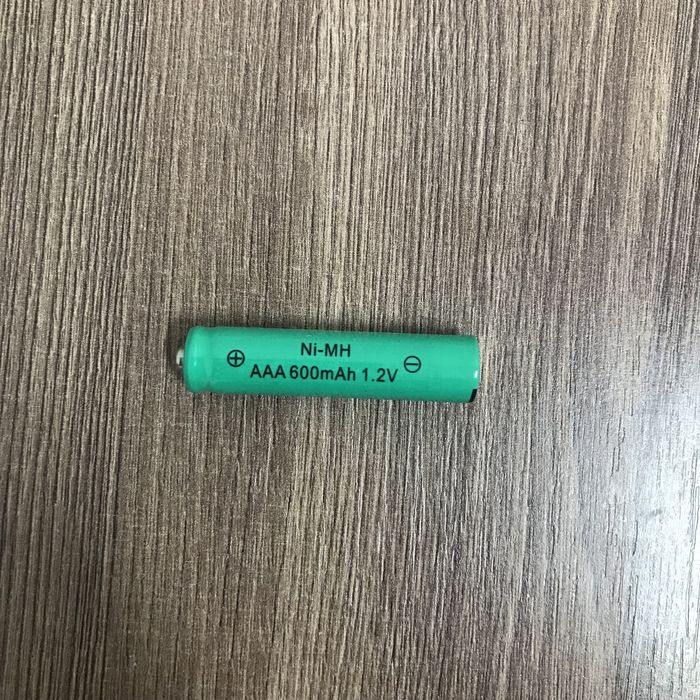 ⊕ Ni-MH ⊖
AAA 600mAh 1.2V